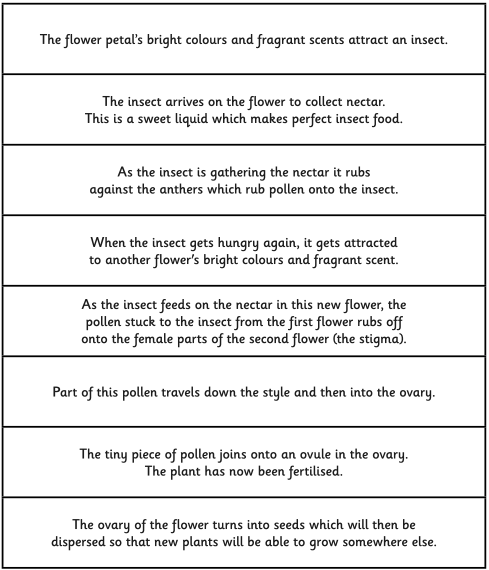 The flower petal's bright colours and fragrant scents attract an insect.
The insect arrives on the flower to collect nectar.
This is a sweet liquid which makes perfect insect food.
As the insect is gathering the nectar it rubs
against the anthers which rub pollen onto the insect.
When the insect gets hungry again, it gets attracted
to another flower's bright colours and fragrant scent.
As the insect feeds on the nectar in this new flower, the
pollen stuck to the insect from the first flower rubs off
onto the female parts of the second flower (the stigma).
Part of this pollen travels down the style and then into the ovary.
The tiny piece of pollen joins onto an ovule in the ovary.
The plant has now been fertilised.
The ovary of the flower turns into seeds which will then be
dispersed so that new plants will be able to grow somewhere else.